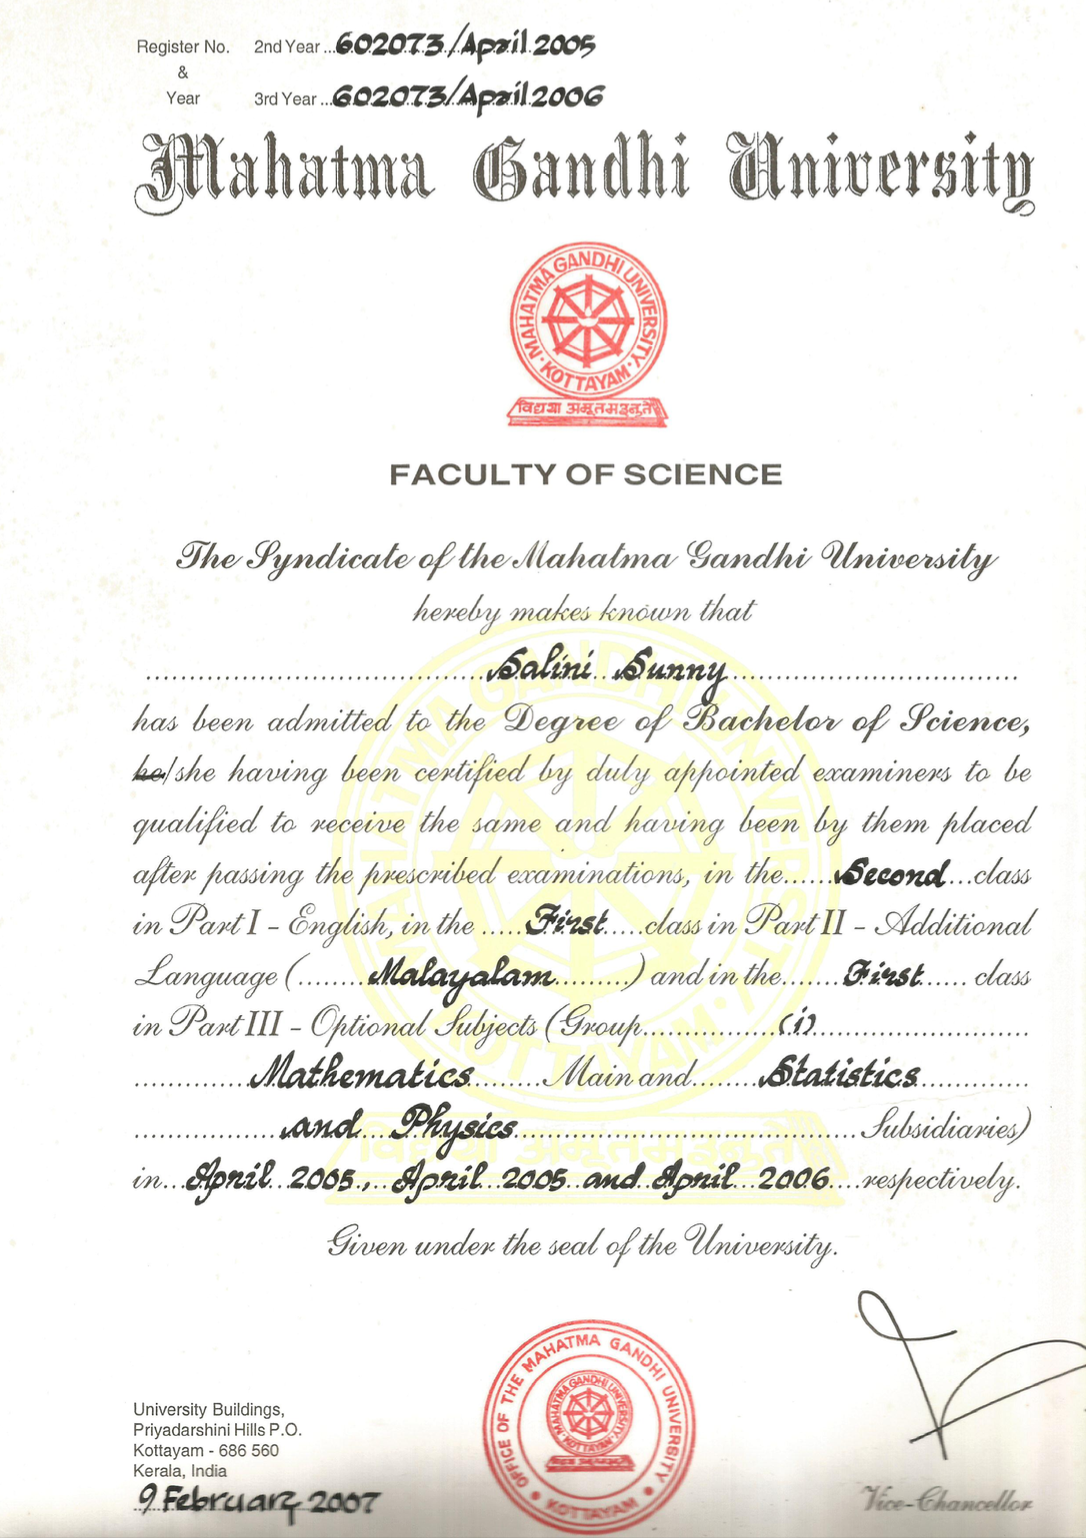 Register No. 2nd Year ... 602073/April 2005
&
Year 3rd Year ... 602073/April 2006
Mahatma Gandhi University
MAHATMA GANDHI UNIVERSITY
· KOTTAYAM ·
विद्यया अमृतमश्नुते
FACULTY OF SCIENCE
The Syndicate of the Mahatma Gandhi University
hereby makes known that
Salini Sunny
has been admitted to the Degree of Bachelor of Science,
he/she having been certified by duly appointed examiners to be
qualified to receive the same and having been by them placed
after passing the prescribed examinations, in the......Second...class
in Part I - English, in the .....First.....class in Part II - Additional
Language (........Malayalam.........) and in the.......First...... class
in Part III - Optional Subjects (Group..............(i)
Mathematics........Main and.......Statistics
and Physics Subsidiaries)
in...April 2005, April 2005 and April 2006....respectively.
Given under the seal of the University.
OFFICE OF THE MAHATMA GANDHI UNIVERSITY
• KOTTAYAM •
MAHATMA GANDHI UNIVERSITY
· KOTTAYAM ·
University Buildings,
Priyadarshini Hills P.O.
Kottayam - 686 560
Kerala, India
9 February 2007
Vice-Chancellor